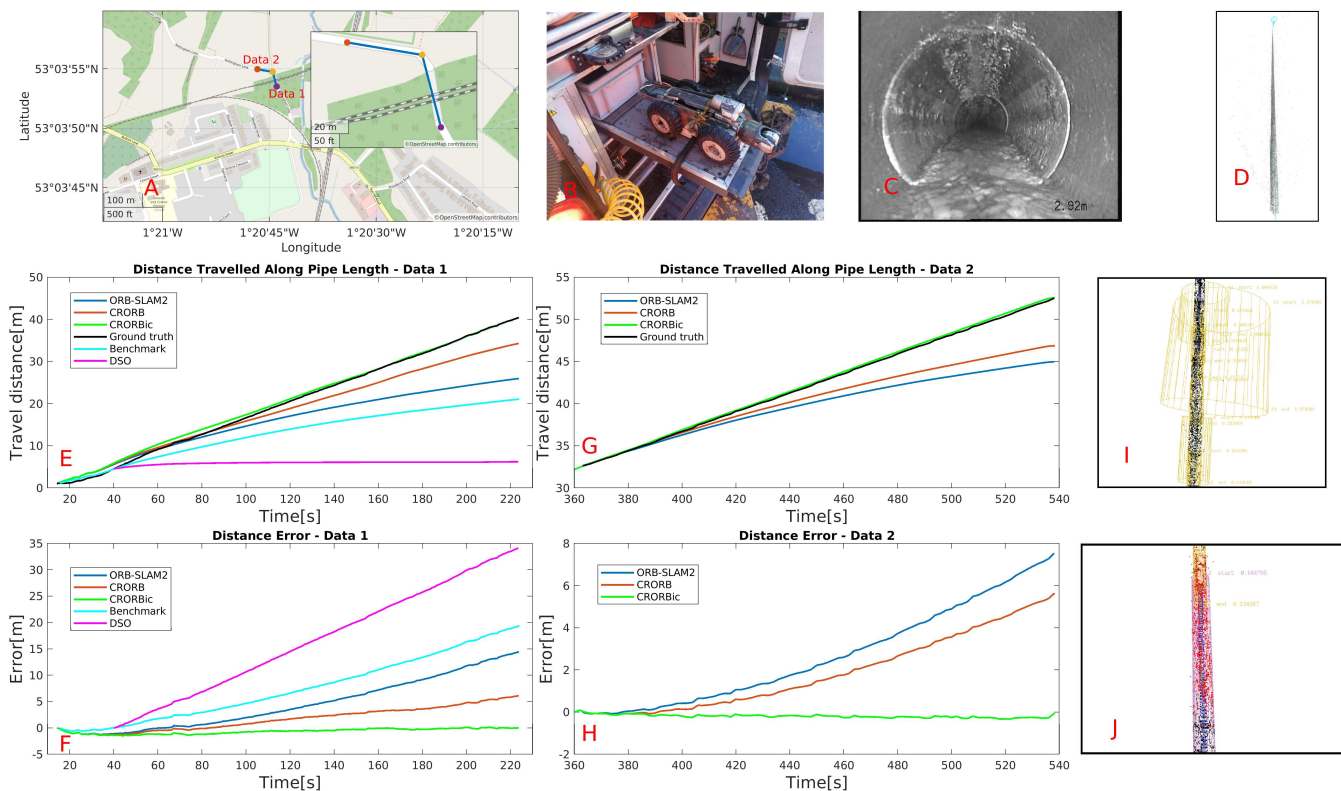 53°03'55"N
53°03'50"N
53°03'45"N
Latitude
Data 2
Data 1
20 m
50 ft
©OpenStreetMap contributors
A
100 m
500 ft
©OpenStreetMap contributors
1°21'W
1°20'45"W
1°20'30"W
1°20'15"W
Longitude
B
C
2.92m
D
Distance Travelled Along Pipe Length - Data 1
50
40
30
20
10
0
Travel distance[m]
ORB-SLAM2
CRORB
CRORBic
Ground truth
Benchmark
DSO
E
20 40 60 80 100 120 140 160 180 200 220
Time[s]
Distance Travelled Along Pipe Length - Data 2
55
50
45
40
35
30
Travel distance[m]
ORB-SLAM2
CRORB
CRORBic
Ground truth
G
360 380 400 420 440 460 480 500 520 540
Time[s]
I
Distance Error - Data 1
35
30
25
20
15
10
5
0
-5
Error[m]
ORB-SLAM2
CRORB
CRORBic
Benchmark
DSO
F
20 40 60 80 100 120 140 160 180 200 220
Time[s]
Distance Error - Data 2
8
6
4
2
0
-2
Error[m]
ORB-SLAM2
CRORB
CRORBic
H
360 380 400 420 440 460 480 500 520 540
Time[s]
start
end
J